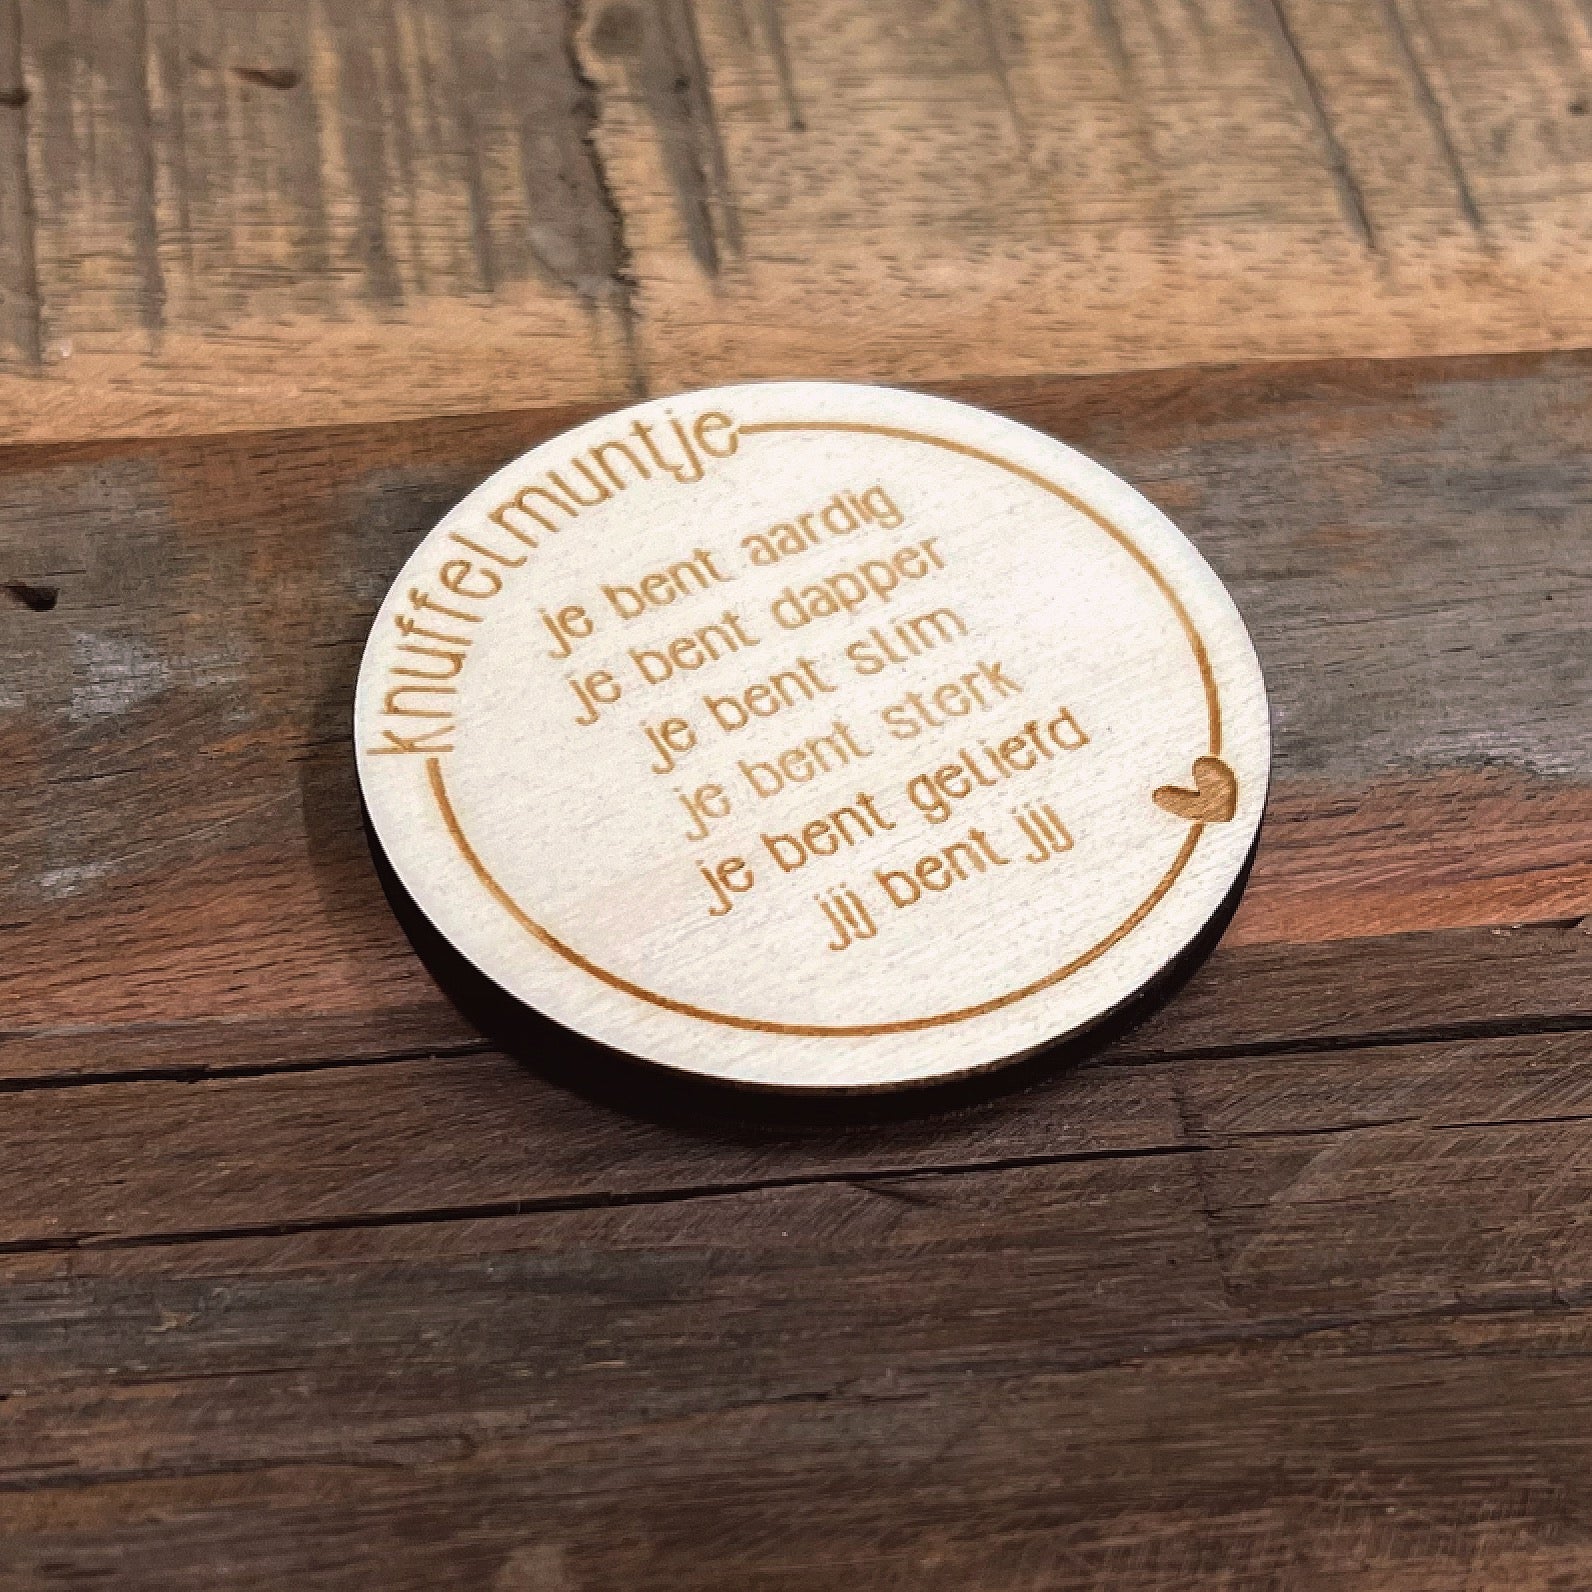 knuffelmuntje
je bent aardig
je bent dapper
je bent slim
je bent sterk
je bent geliefd
jij bent jij